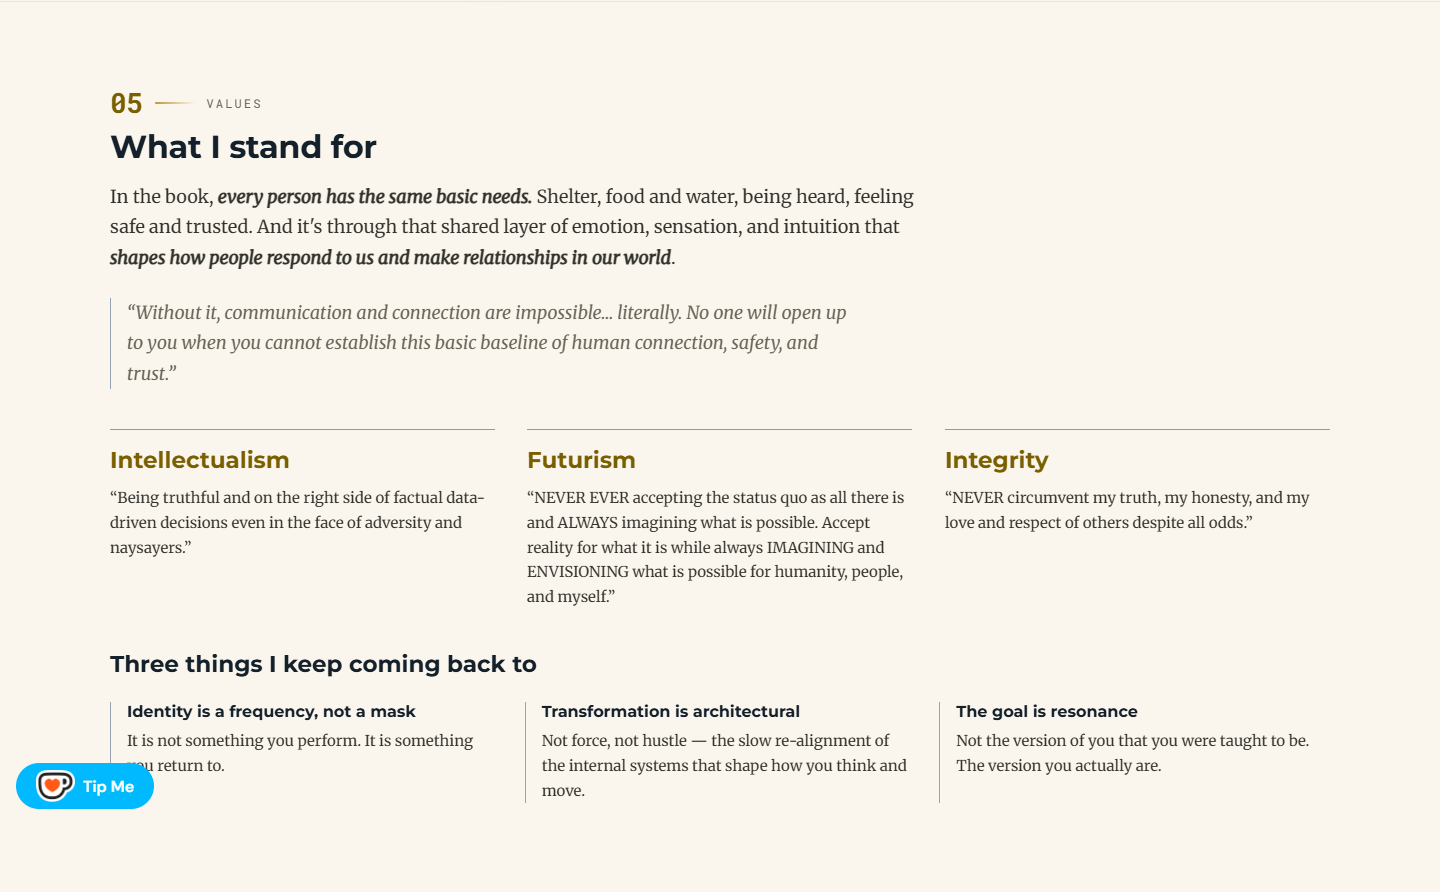 05 VALUES
What I stand for
In the book, every person has the same basic needs. Shelter, food and water, being heard, feeling
safe and trusted. And it's through that shared layer of emotion, sensation, and intuition that
shapes how people respond to us and make relationships in our world.
“Without it, communication and connection are impossible... literally. No one will open up
to you when you cannot establish this basic baseline of human connection, safety, and
trust.”
Intellectualism
“Being truthful and on the right side of factual data-
driven decisions even in the face of adversity and
naysayers.”
Futurism
“NEVER EVER accepting the status quo as all there is
and ALWAYS imagining what is possible. Accept
reality for what it is while always IMAGINING and
ENVISIONING what is possible for humanity, people,
and myself.”
Integrity
“NEVER circumvent my truth, my honesty, and my
love and respect of others despite all odds.”
Three things I keep coming back to
Identity is a frequency, not a mask
It is not something you perform. It is something
you return to.
Transformation is architectural
Not force, not hustle — the slow re-alignment of
the internal systems that shape how you think and
move.
The goal is resonance
Not the version of you that you were taught to be.
The version you actually are.
Tip Me